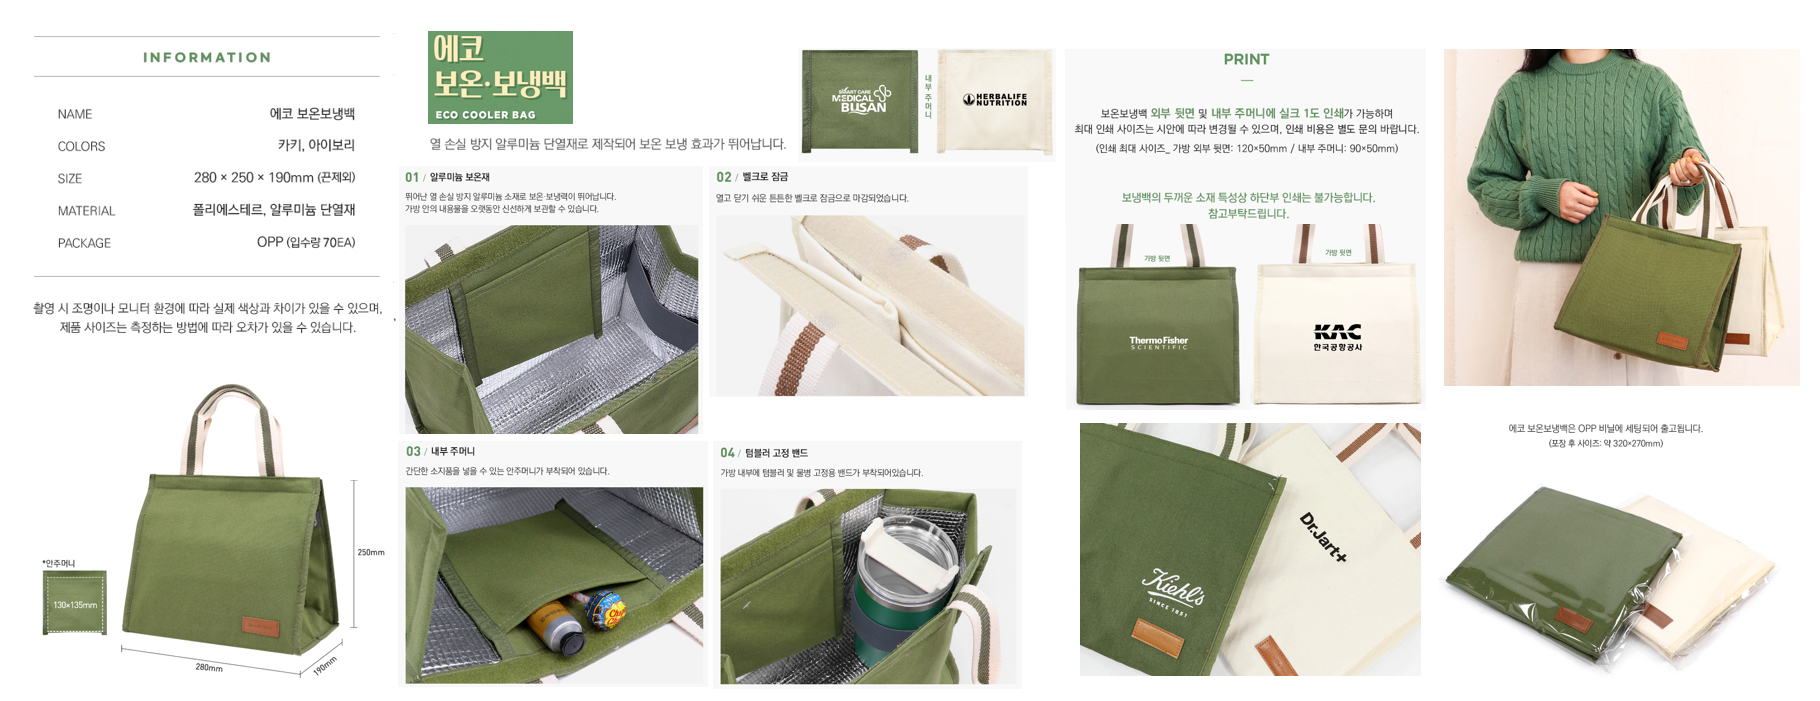 INFORMATION
NAME 에코 보온보냉백
COLORS 카키, 아이보리
SIZE 280 × 250 × 190mm (끈제외)
MATERIAL 폴리에스테르, 알루미늄 단열재
PACKAGE OPP (입수량 70EA)
촬영 시 조명이나 모니터 환경에 따라 실제 색상과 차이가 있을 수 있으며,
제품 사이즈는 측정하는 방법에 따라 오차가 있을 수 있습니다.
*안주머니
130×135mm
250mm
280mm
190mm
에코
보온·보냉백
ECO COOLER BAG
열 손실 방지 알루미늄 단열재로 제작되어 보온 보냉 효과가 뛰어납니다.
SMART CARE
MEDICAL
BUSAN
내부 주머니
HERBALIFE
NUTRITION
01 / 알루미늄 보온재
뛰어난 열 손실 방지 알루미늄 소재로 보온·보냉력이 뛰어납니다.
가방 안의 내용물을 오랫동안 신선하게 보관할 수 있습니다.
02 / 벨크로 잠금
열고 닫기 쉬운 튼튼한 벨크로 잠금으로 마감되었습니다.
03 / 내부 주머니
간단한 소지품을 넣을 수 있는 안주머니가 부착되어 있습니다.
04 / 텀블러 고정 밴드
가방 내부에 텀블러 및 물병 고정용 밴드가 부착되어있습니다.
PRINT
보온보냉백 외부 뒷면 및 내부 주머니에 실크 1도 인쇄가 가능하며
최대 인쇄 사이즈는 시안에 따라 변경될 수 있으며, 인쇄 비용은 별도 문의 바랍니다.
(인쇄 최대 사이즈_ 가방 외부 뒷면: 120×50mm / 내부 주머니: 90×50mm)
보냉백의 두꺼운 소재 특성상 하단부 인쇄는 불가능합니다.
참고부탁드립니다.
가방 뒷면
가방 뒷면
ThermoFisher
SCIENTIFIC
KAC
한국공항공사
Kiehl's
SINCE 1851
Dr.Jart+
에코 보온보냉백은 OPP 비닐에 세팅되어 출고됩니다.
(포장 후 사이즈: 약 320×270mm)